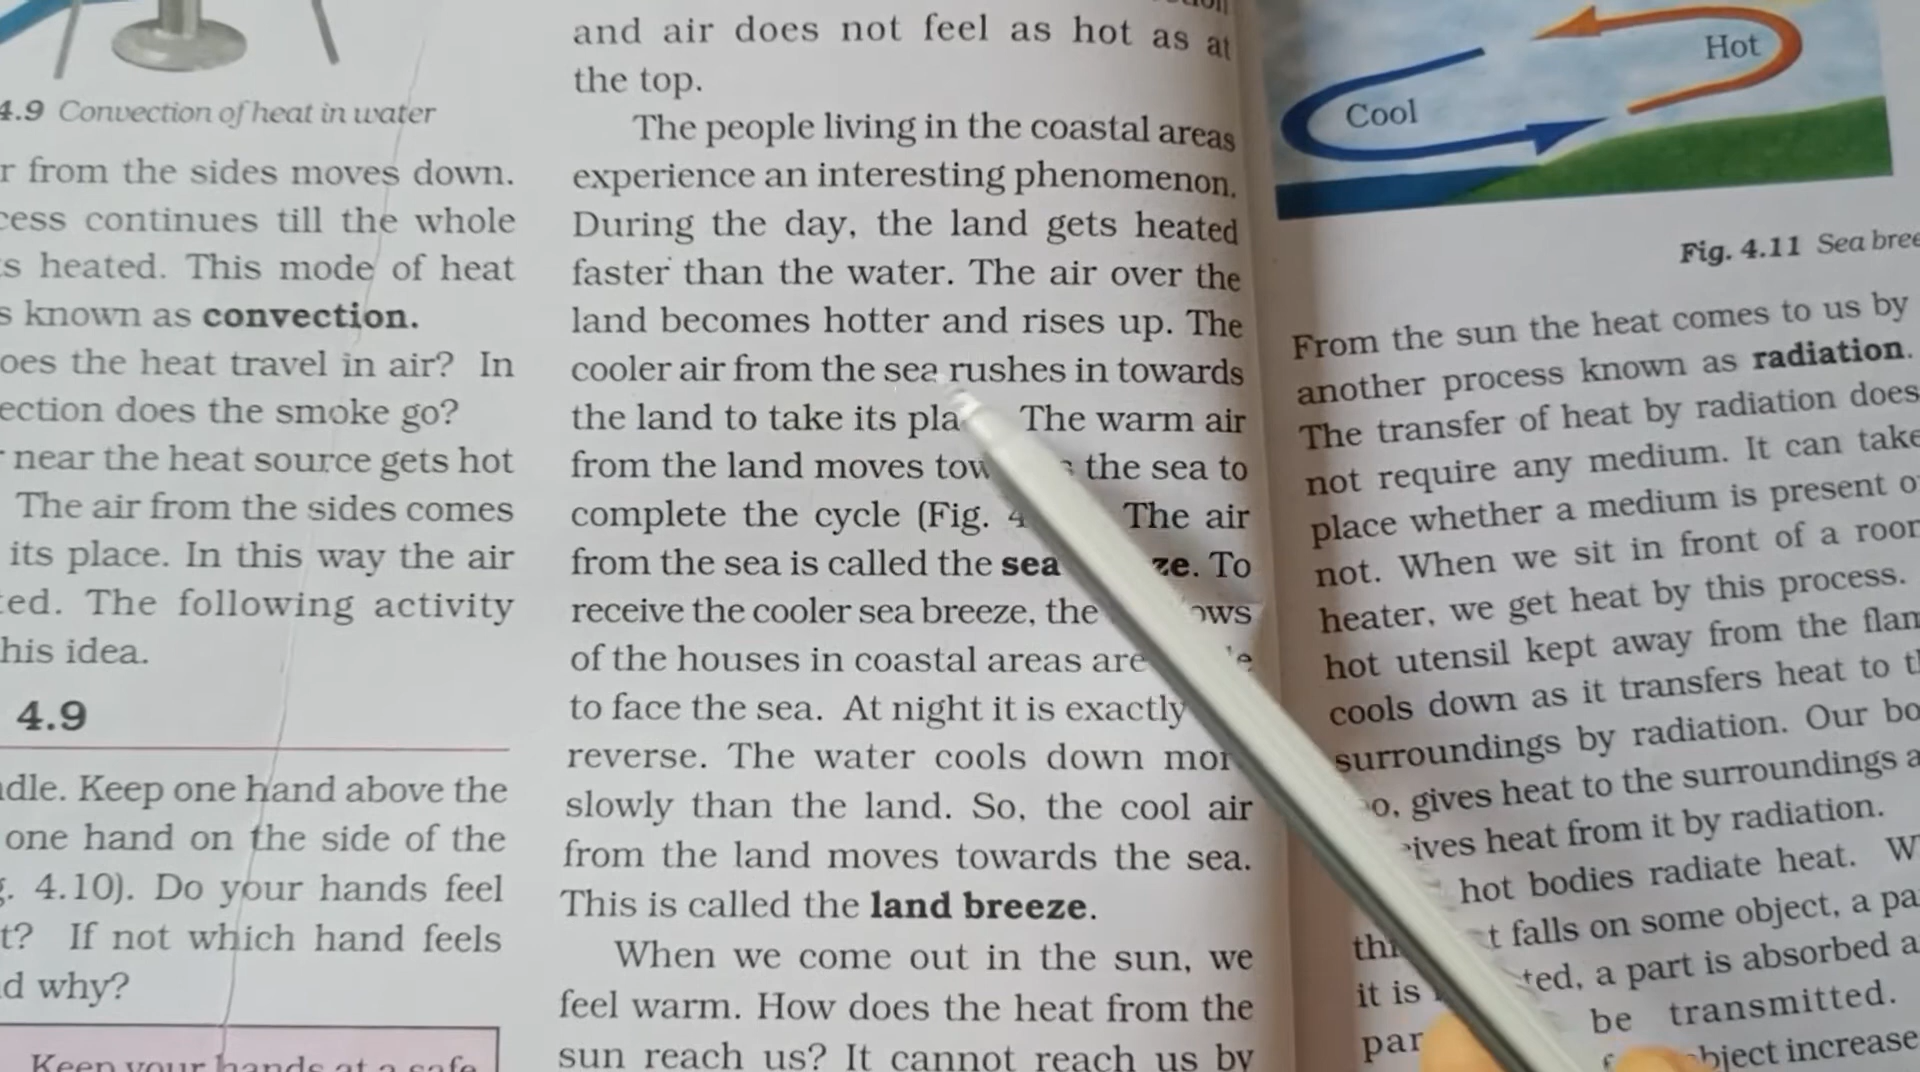 4.9 Convection of heat in water
from the sides moves down.
continues till the whole
heated. This mode of heat
known as convection.
the heat travel in air? In
does the smoke go?
near the heat source gets hot
The air from the sides comes
its place. In this way the air
The following activity
his idea.
4.9
Keep one hand above the
one hand on the side of the
4.10). Do your hands feel
If not which hand feels
why?
Keep your hands at a safe
and air does not feel as hot as at
the top.
The people living in the coastal areas
experience an interesting phenomenon.
During the day, the land gets heated
faster than the water. The air over the
land becomes hotter and rises up. The
cooler air from the sea rushes in towards
the land to take its The warm air
from the land moves the sea to
complete the cycle (Fig. The air
from the sea is called the sea To
receive the cooler sea breeze, the
of the houses in coastal areas are
to face the sea. At night it is exactly
reverse. The water cools down
slowly than the land. So, the cool air
from the land moves towards the sea.
This is called the land breeze.
When we come out in the sun, we
feel warm. How does the heat from the
sun reach us? It cannot reach us by
Hot
Cool
Fig. 4.11 Sea
From the sun the heat comes to us by
another process known as radiation.
The transfer of heat by radiation does
not require any medium. It can take
place whether a medium is present
not. When we sit in front of a room
heater, we get heat by this process.
hot utensil kept away from the
cools down as it transfers heat to
surroundings by radiation. Our
gives heat to the surroundings
heat from it by radiation.
hot bodies radiate heat.
falls on some object, a
it is a part is absorbed
be transmitted.
increase